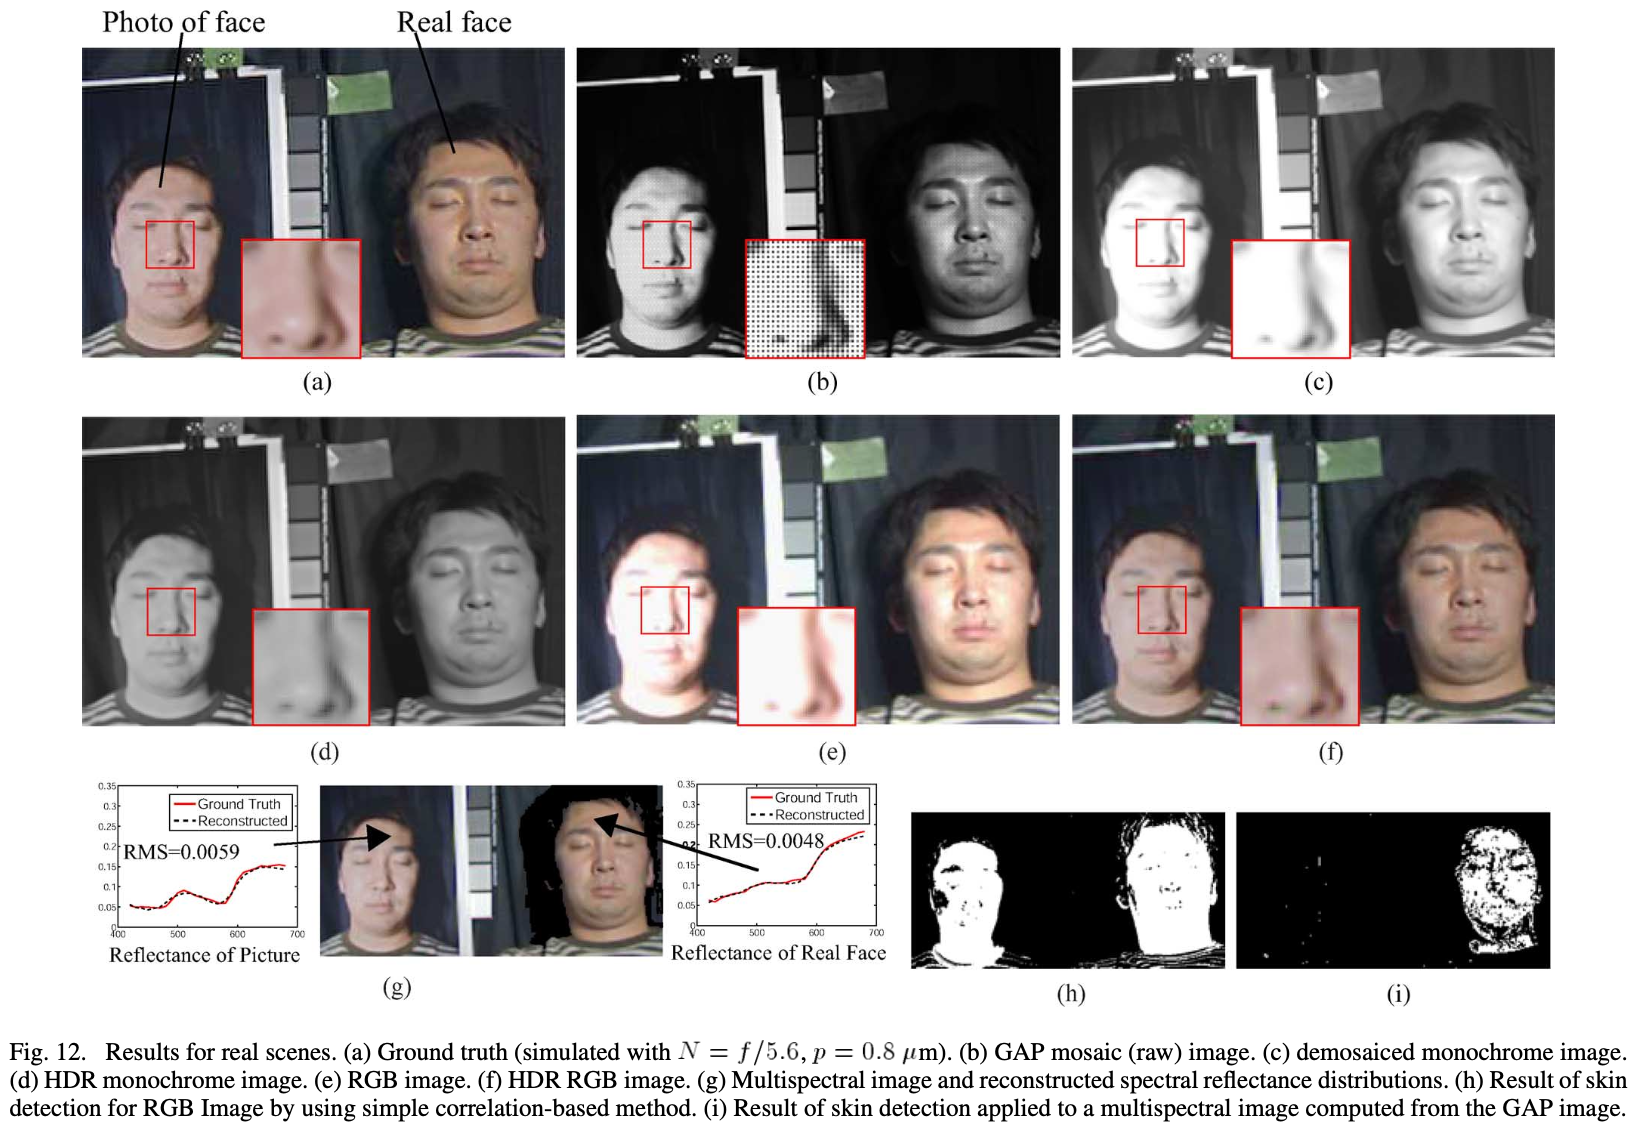 Photo of face
Real face
(a)
(b)
(c)
(d)
(e)
(f)
0.35
0.3
0.25
0.2
0.15
0.1
0.05
0
400
500
600
700
Ground Truth
Reconstructed
RMS=0.0059
Reflectance of Picture
0.35
0.3
0.25
0.2
0.15
0.1
0.05
0
400
500
600
700
Ground Truth
Reconstructed
RMS=0.0048
Reflectance of Real Face
(g)
(h)
(i)
Fig. 12. Results for real scenes. (a) Ground truth (simulated with N = f/5.6, p = 0.8 μm). (b) GAP mosaic (raw) image. (c) demosaiced monochrome image.
(d) HDR monochrome image. (e) RGB image. (f) HDR RGB image. (g) Multispectral image and reconstructed spectral reflectance distributions. (h) Result of skin
detection for RGB Image by using simple correlation-based method. (i) Result of skin detection applied to a multispectral image computed from the GAP image.